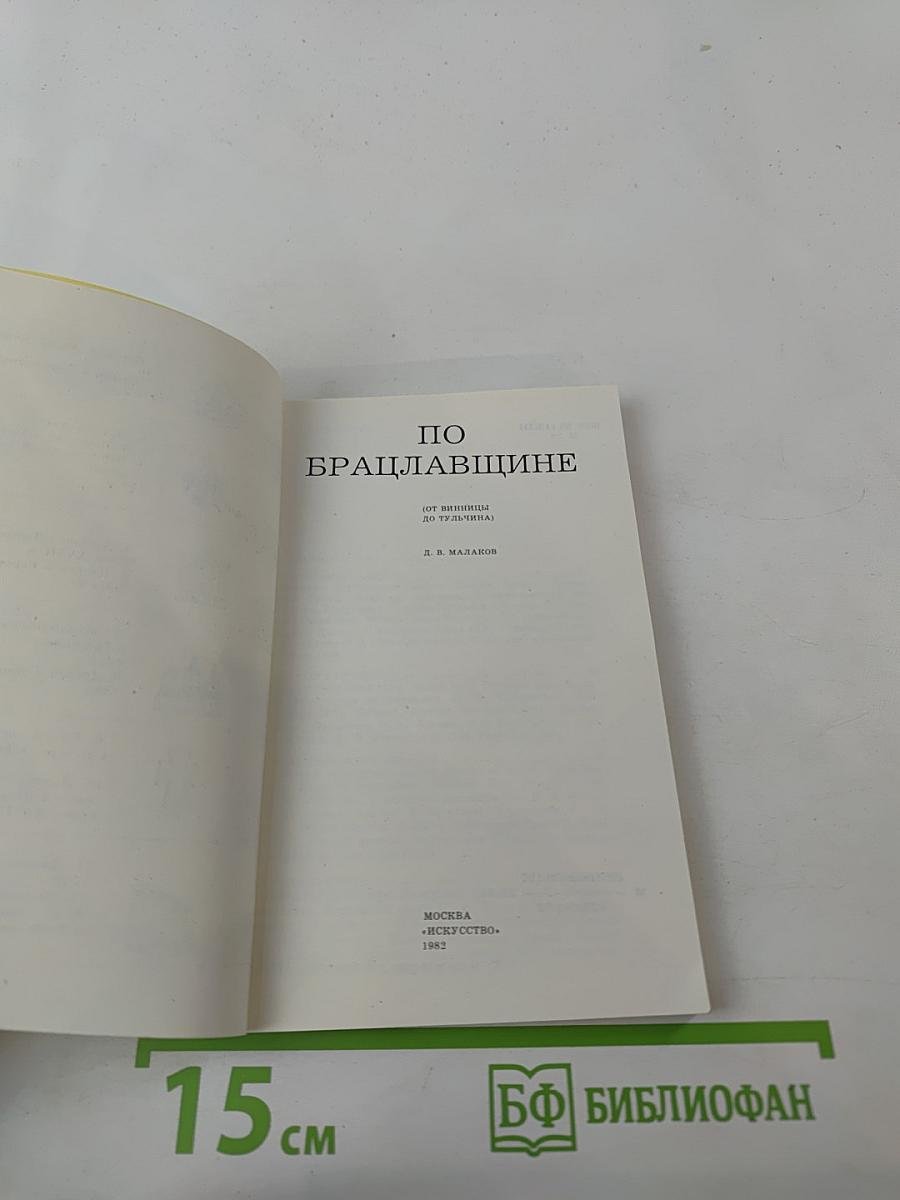 ПО
БРАЦЛАВЩИНЕ
(ОТ ВИННИЦЫ
ДО ТУЛЬЧИНА)
Д. В. МАЛАКОВ
МОСКВА
«ИСКУССТВО»
1982
15 СМ
БФ БИБЛИОФАН